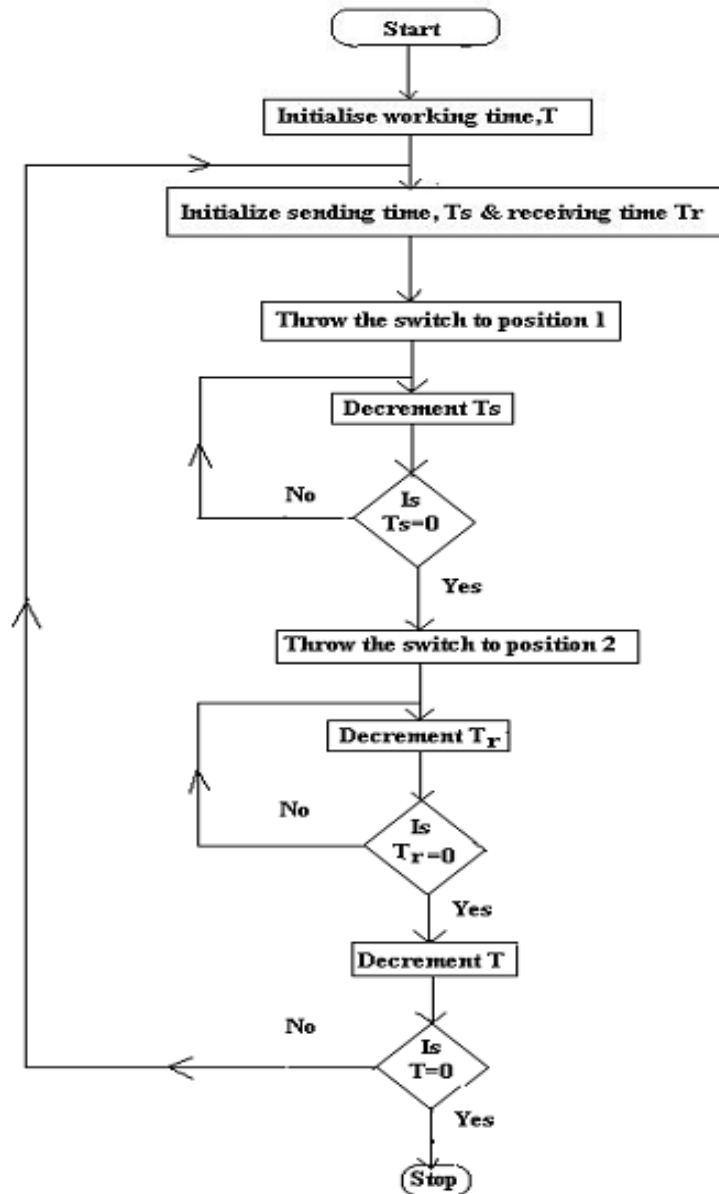 Start
Initialise working time,T
Initialize sending time, Ts & receiving time Tr
Throw the switch to position 1
Decrement Ts
No
Is
Ts=0
Yes
Throw the switch to position 2
Decrement Tr
No
Is
Tr=0
Yes
Decrement T
No
Is
T=0
Yes
Stop